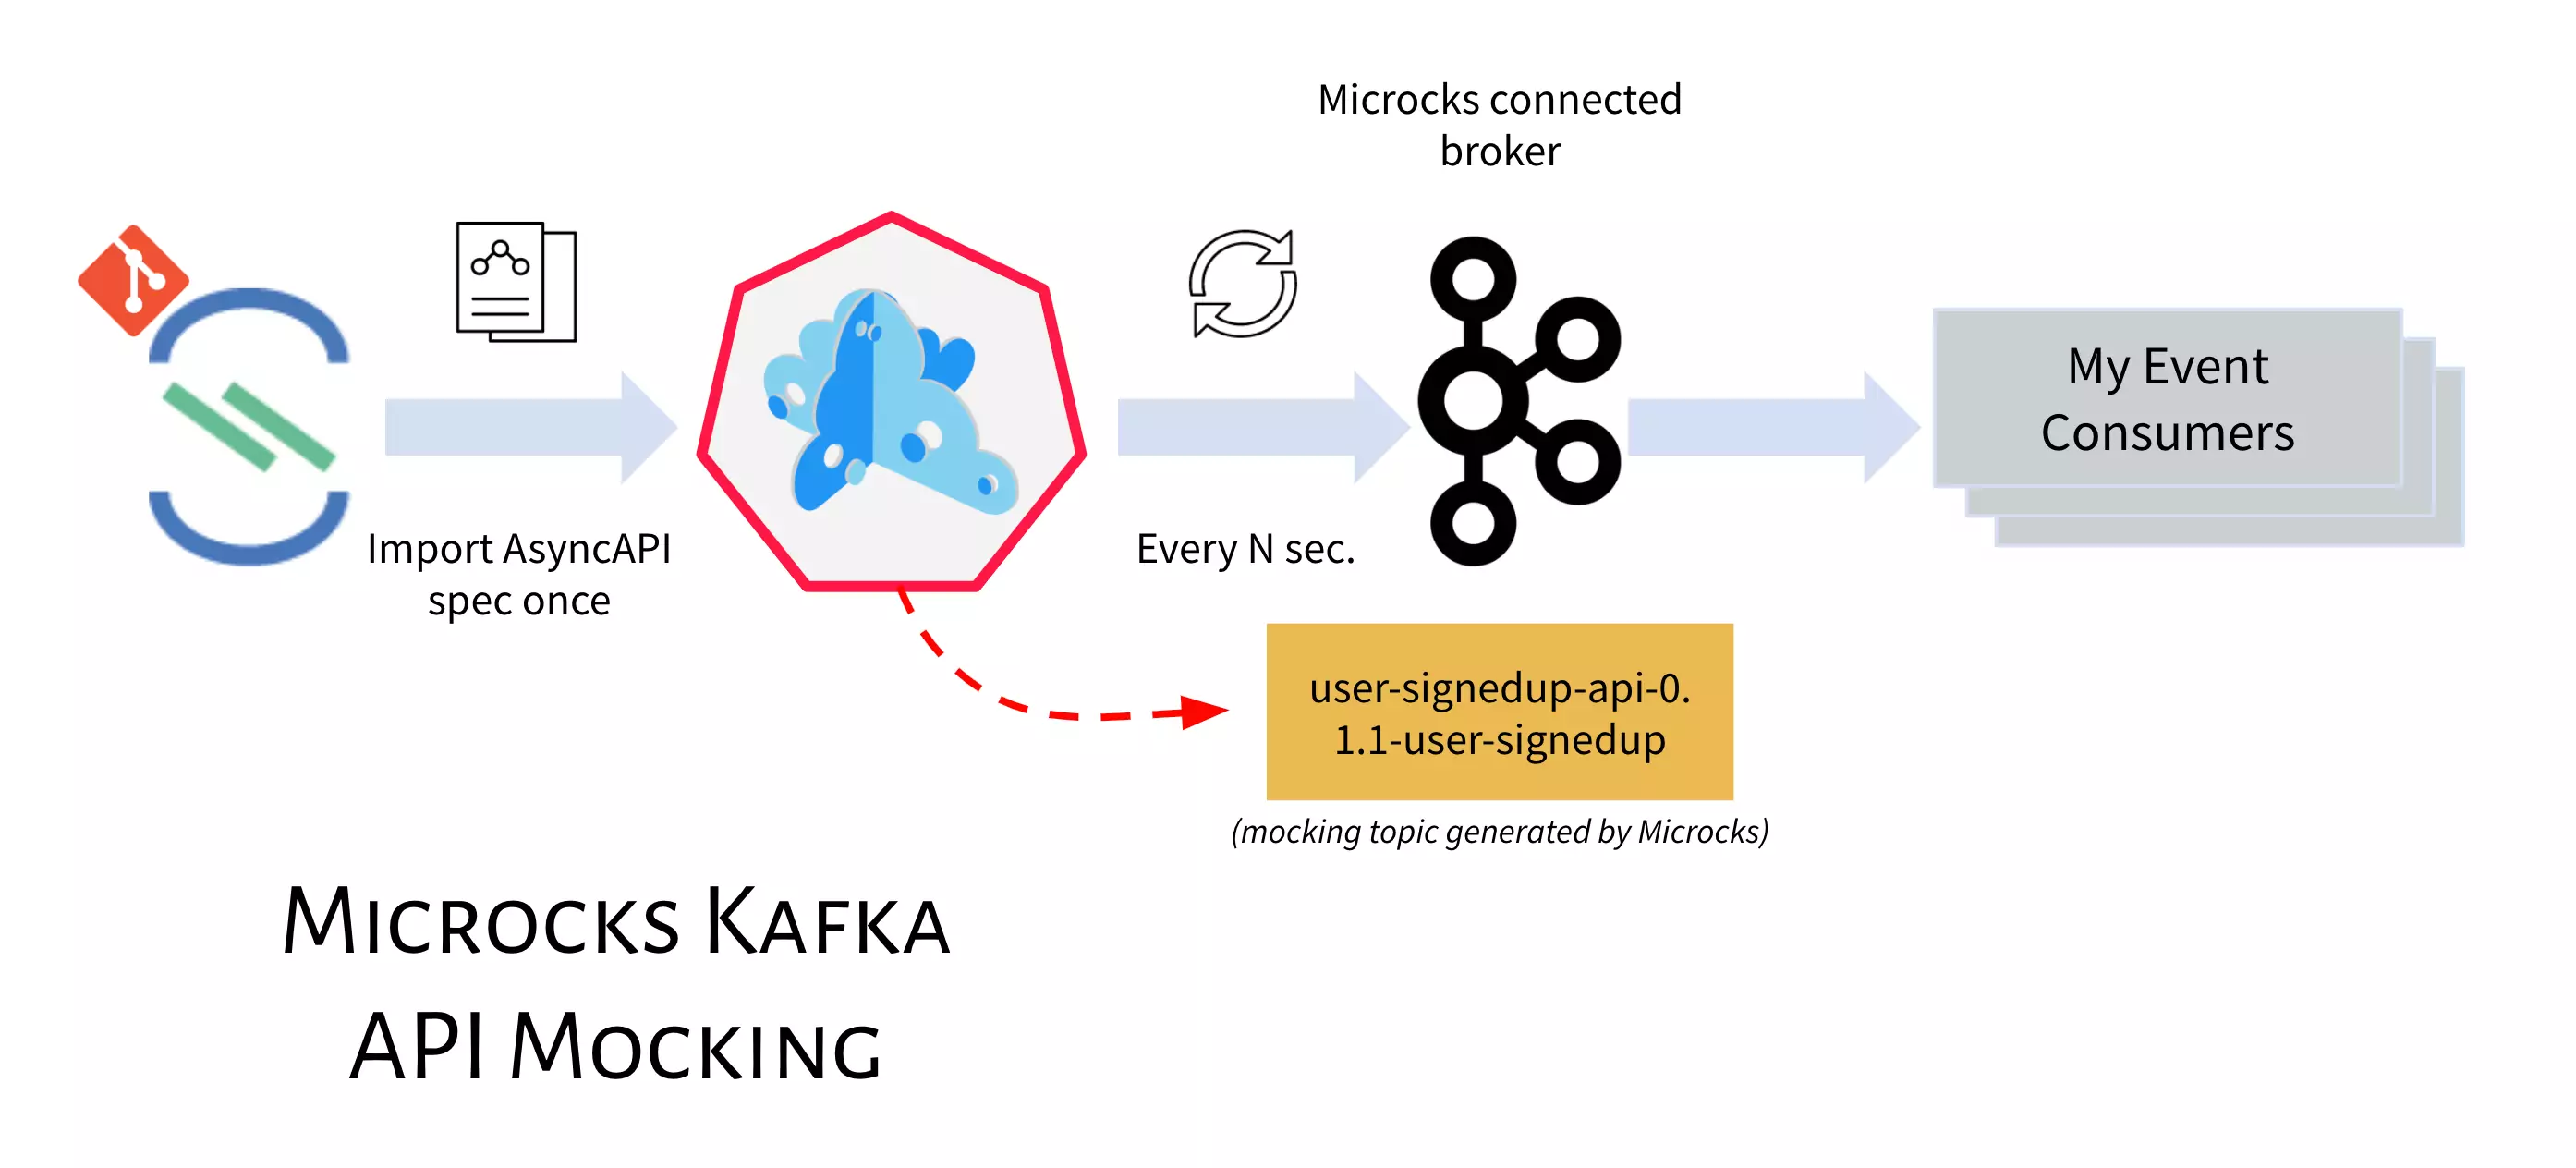 Microcks connected
broker
Import AsyncAPI
spec once
Every N sec.
My Event
Consumers
user-signedup-api-0.
1.1-user-signedup
(mocking topic generated by Microcks)
Microcks Kafka
API Mocking